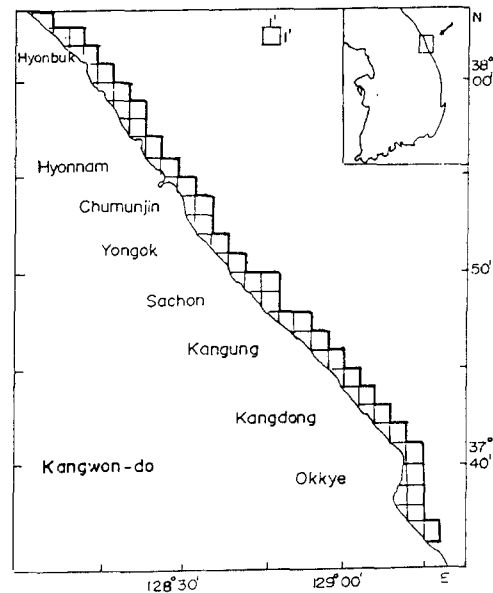 1'
1'
N
Hyonbuk
38°
00'
Hyonnam
Chumunjin
Yongok
50'
Sachon
Kangung
Kangdong
37°
40'
Kangwon-do
Okkye
128°30'
129°00'
E